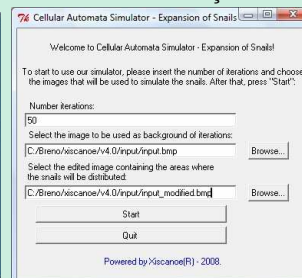 Cellular Automata Simulator - Expansion of Snails
Welcome to Cellular Automata Simulator - Expansion of Snails!
To start to use our simulator, please insert the number of iterations and choose
the images that will be used to simulate the snails. After that, press "Start":
Number iterations:
50
Select the image to be used as background of iterations:
C:/Breno/xiscanoe/v4.0/input/input.bmp
Browse...
Select the edited image containing the areas where
the snails will be distributed:
C:/Breno/xiscanoe/v4.0/input/input_modified.bmp
Browse...
Start
Quit
Powered by Xiscanoe(R) - 2008.